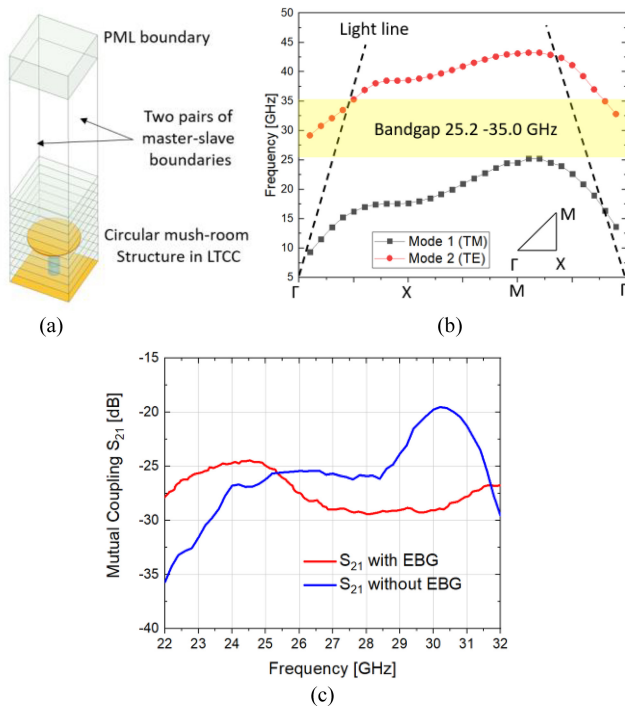 PML boundary
Two pairs of
master-slave
boundaries
Circular mush-room
Structure in LTCC
(a)
50
45
40
35
30
25
20
15
10
5
Frequency [GHz]
Light line
Bandgap 25.2 -35.0 GHz
Mode 1 (TM)
Mode 2 (TE)
M
Γ
X
Γ X M Γ
(b)
-15
-20
-25
-30
-35
-40
Mutual Coupling S21 [dB]
S21 with EBG
S21 without EBG
22 23 24 25 26 27 28 29 30 31 32
Frequency [GHz]
(c)